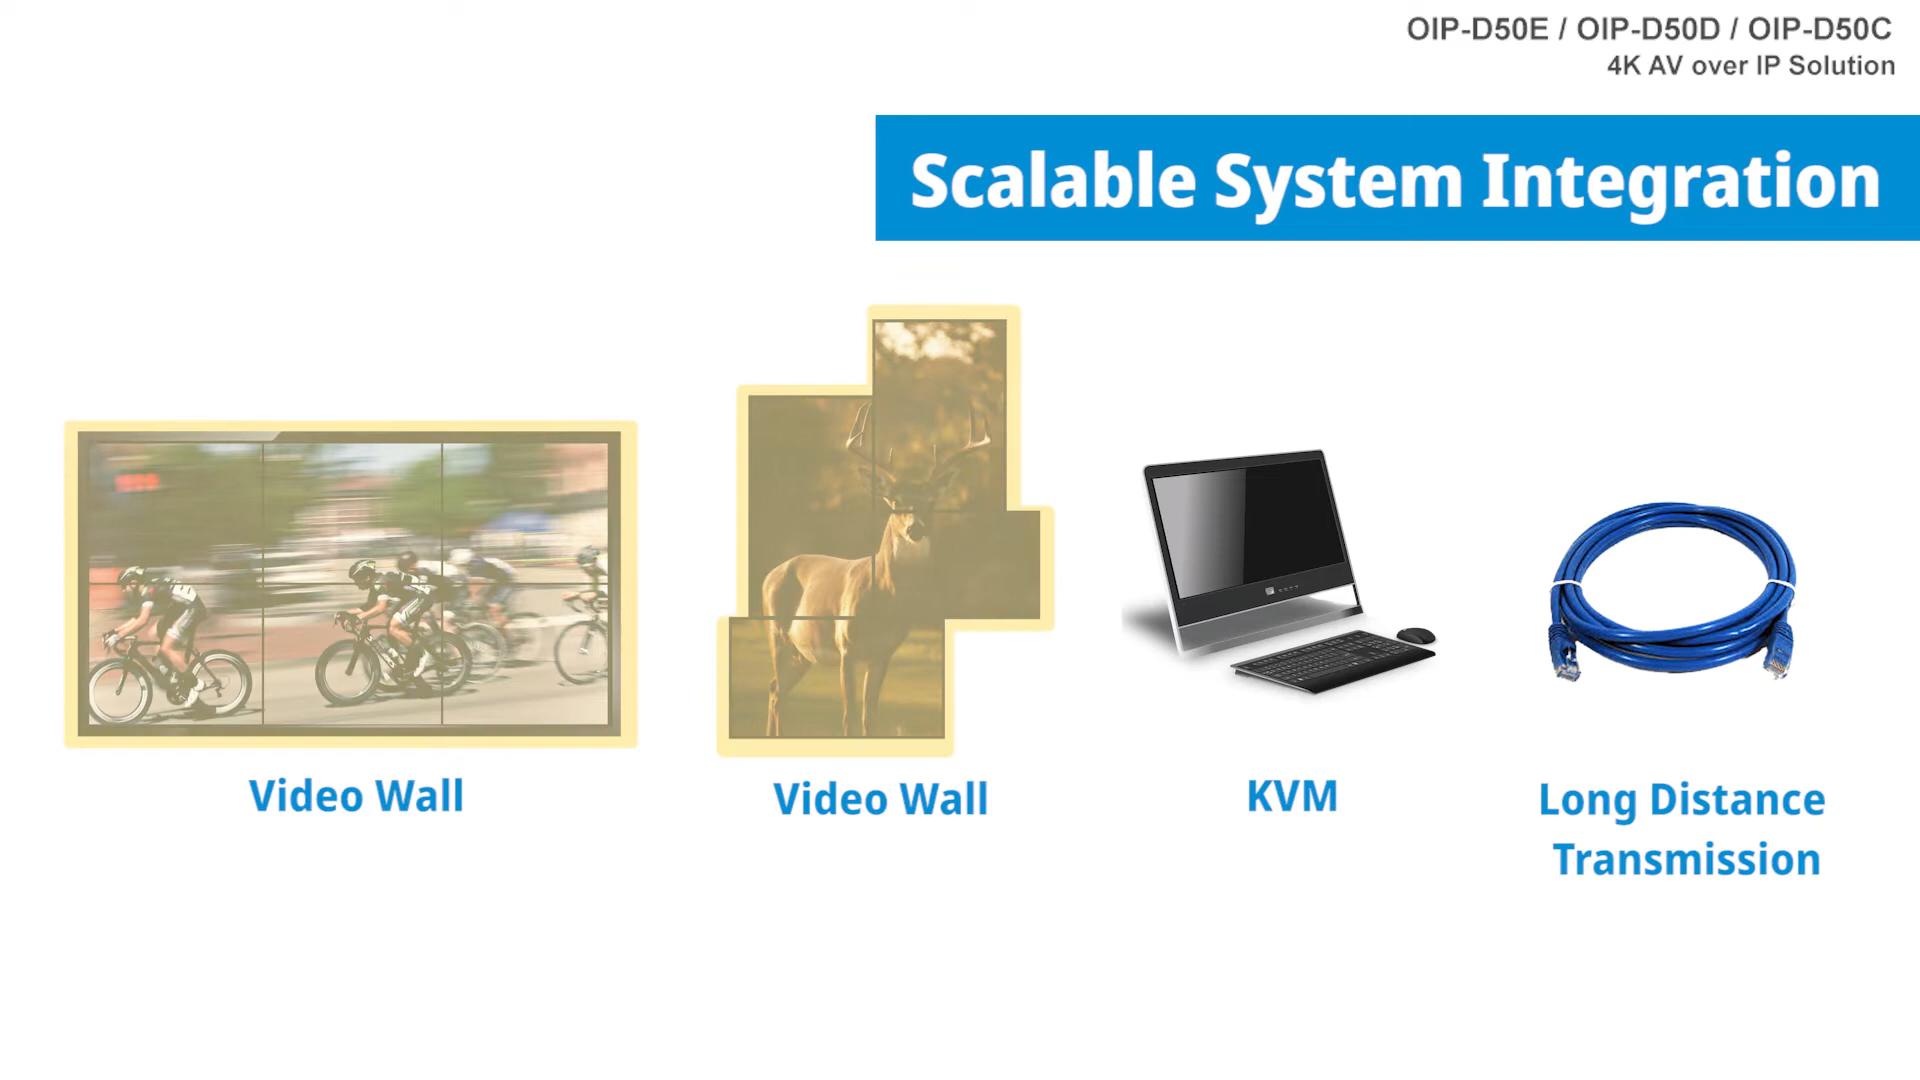 OIP-D50E / OIP-D50D / OIP-D50C
4K AV over IP Solution
Scalable System Integration
Video Wall
Video Wall
KVM
Long Distance
Transmission